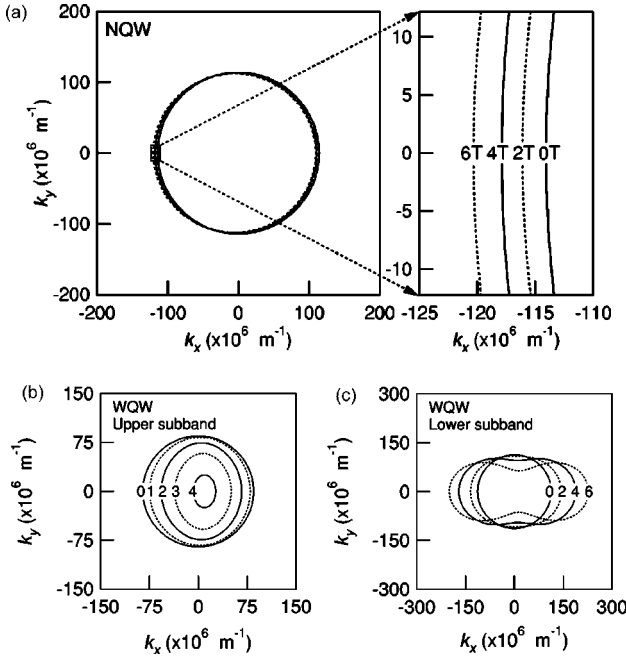 (a)
NQW
200
100
0
-100
-200
k_y (x10^6 m^-1)
-200 -100 0 100 200
k_x (x10^6 m^-1)
10
5
0
-5
-10
6T 4T 2T 0T
-125 -120 -115 -110
k_x (x10^6 m^-1)
(b)
WQW
Upper subband
150
75
0
-75
-150
k_y (x10^6 m^-1)
0 1 2 3 4
-150 -75 0 75 150
k_x (x10^6 m^-1)
(c)
WQW
Lower subband
300
150
0
-150
-300
k_y (x10^6 m^-1)
0 2 4 6
-300 -150 0 150 300
k_x (x10^6 m^-1)